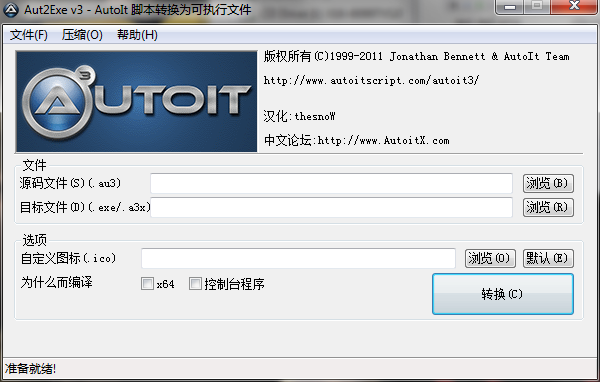 Aut2Exe v3 - AutoIt 脚本转换为可执行文件
文件(F) 压缩(O) 帮助(H)
AUTOIT
3
版权所有(C)1999-2011 Jonathan Bennett & AutoIt Team
http://www.autoitscript.com/autoit3/
汉化:thesnoW
中文论坛:http://www.AutoitX.com
文件
源码文件(S)(.au3) 浏览(B)
目标文件(D)(.exe/.a3x) 浏览(R)
选项
自定义图标(.ico) 浏览(O) 默认(E)
为什么而编译 x64 控制台程序 转换(C)
准备就绪!